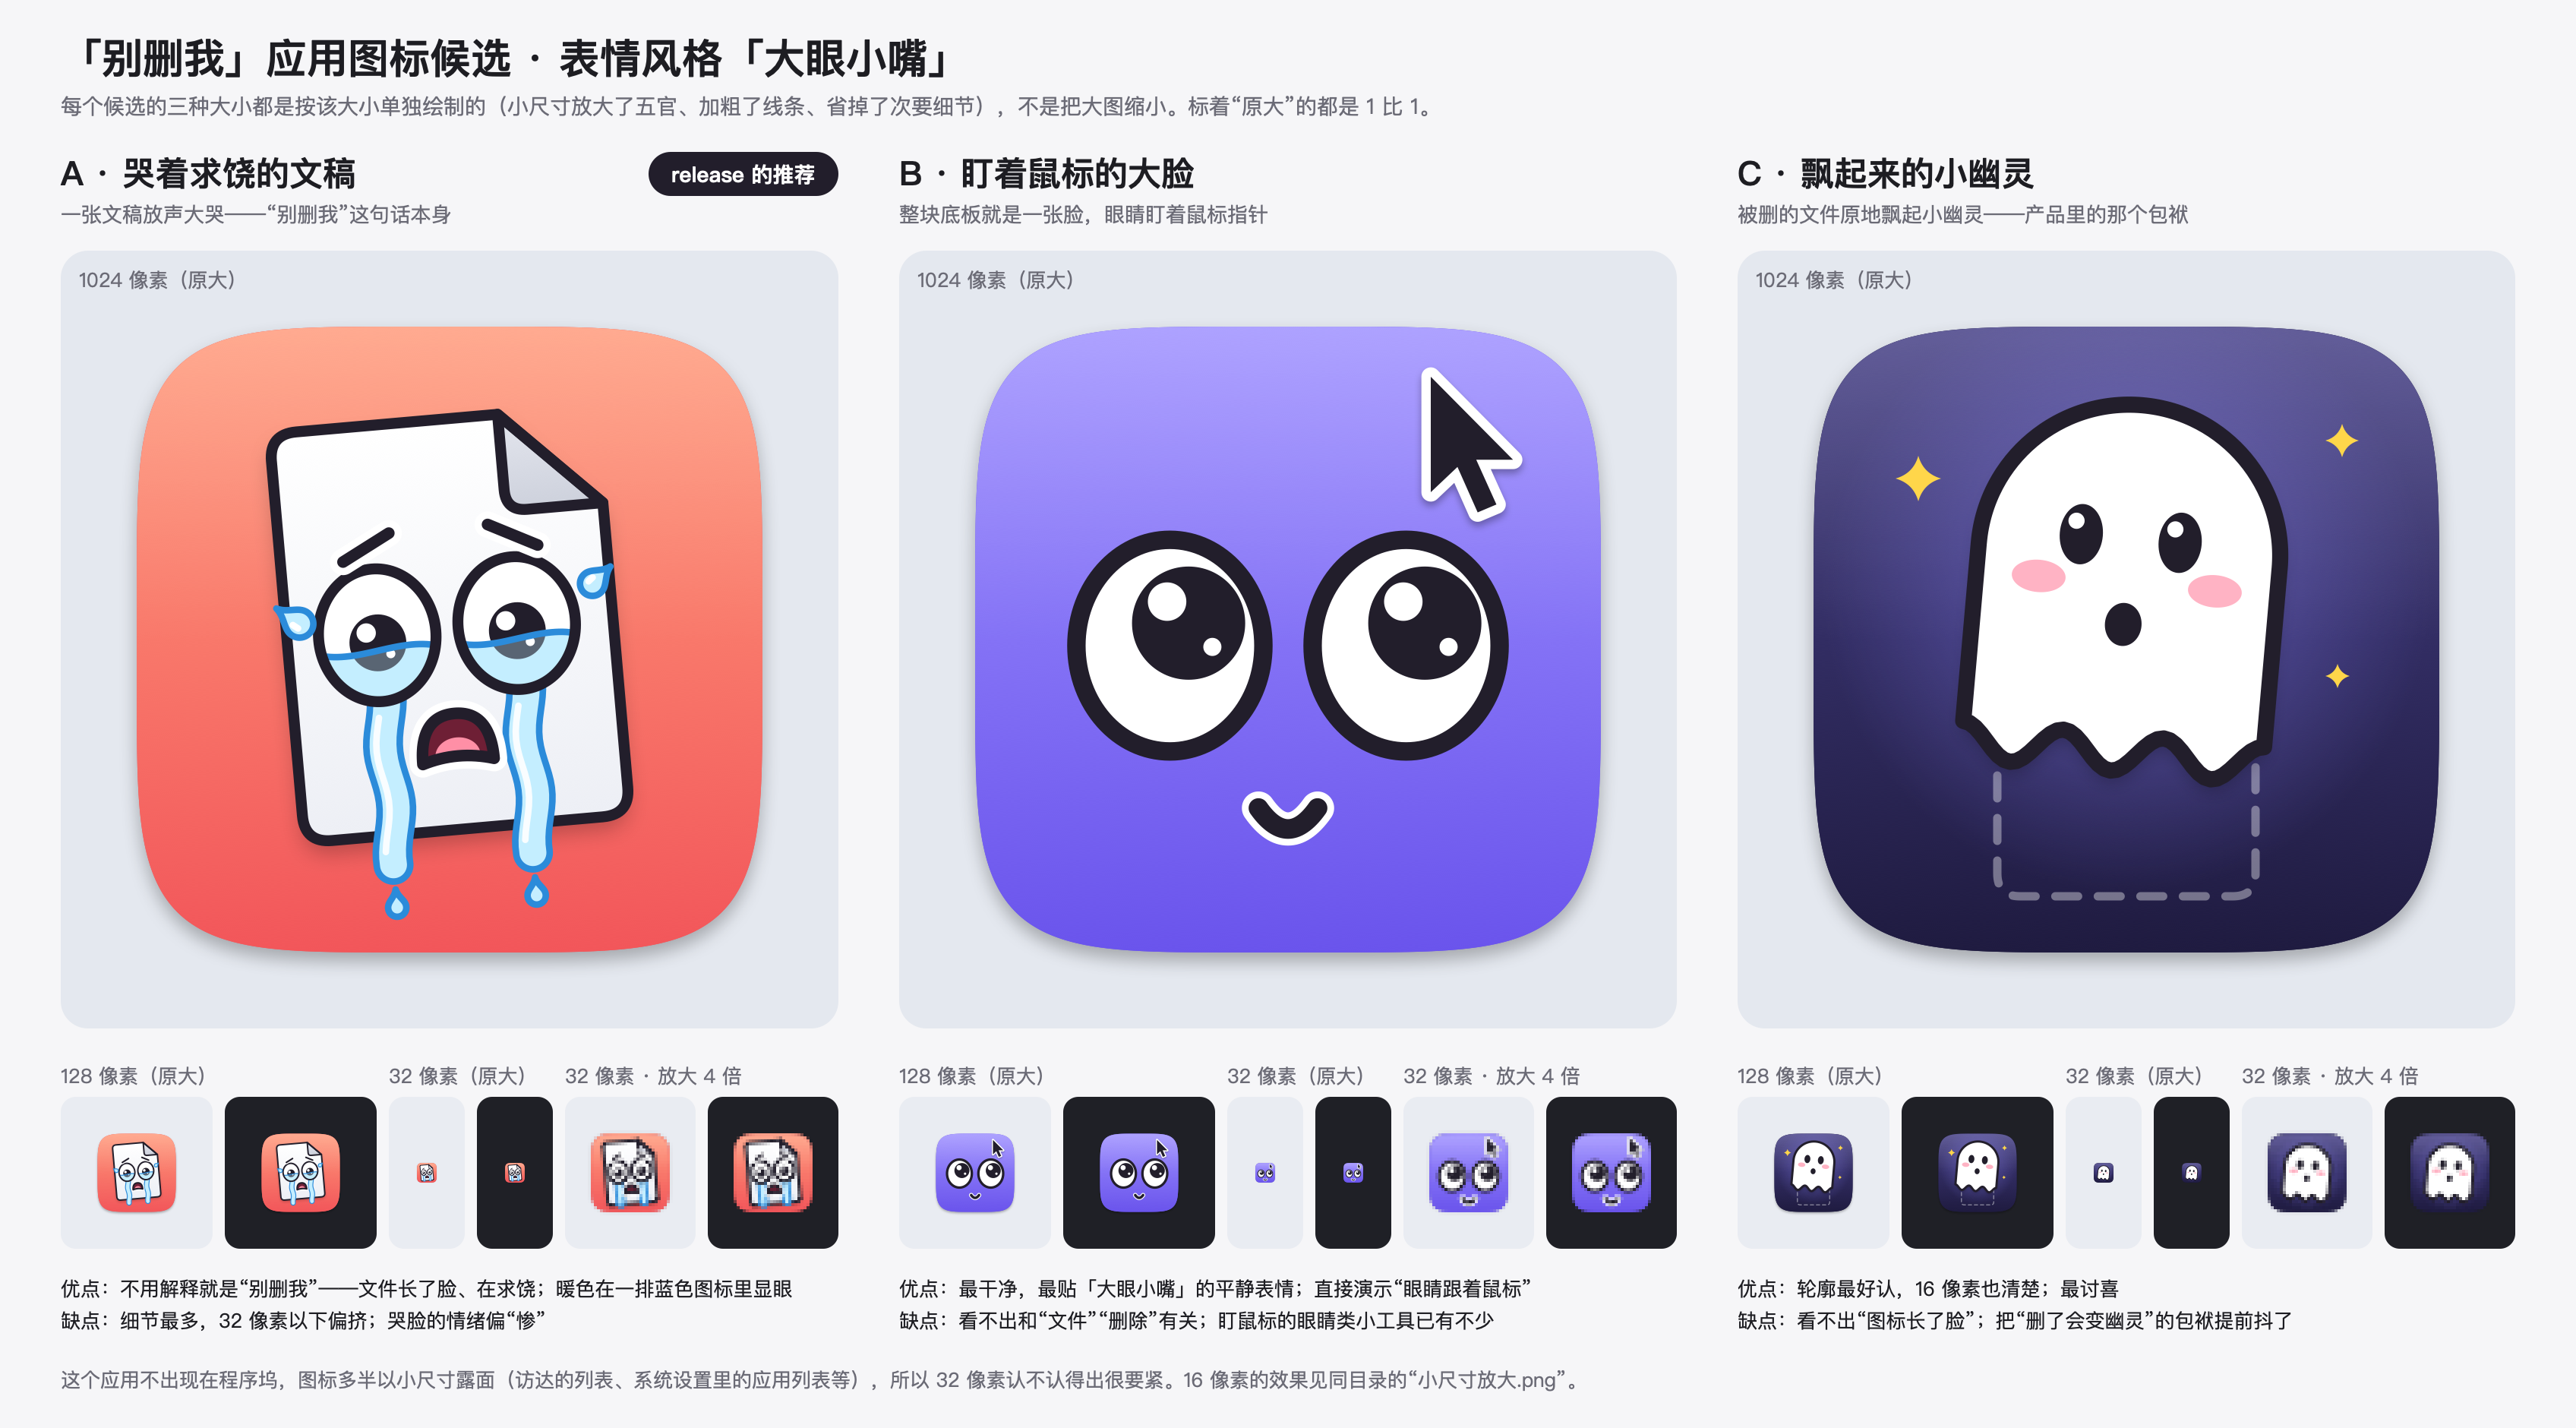 「别删我」应用图标候选 · 表情风格「大眼小嘴」
每个候选的三种大小都是按该大小单独绘制的（小尺寸放大了五官、加粗了线条、省掉了次要细节），不是把大图缩小。标着“原大”的都是 1 比 1。
A · 哭着求饶的文稿
release 的推荐
一张文稿放声大哭——“别删我”这句话本身
1024 像素（原大）
128 像素（原大）
32 像素（原大）
32 像素 · 放大 4 倍
优点：不用解释就是“别删我”——文件长了脸、在求饶；暖色在一排蓝色图标里显眼
缺点：细节最多，32 像素以下偏挤；哭脸的情绪偏“惨”
B · 盯着鼠标的大脸
整块底板就是一张脸，眼睛盯着鼠标指针
1024 像素（原大）
128 像素（原大）
32 像素（原大）
32 像素 · 放大 4 倍
优点：最干净，最贴「大眼小嘴」的平静表情；直接演示“眼睛跟着鼠标”
缺点：看不出和“文件”“删除”有关；盯鼠标的眼睛类小工具已有不少
C · 飘起来的小幽灵
被删的文件原地飘起小幽灵——产品里的那个包袱
1024 像素（原大）
128 像素（原大）
32 像素（原大）
32 像素 · 放大 4 倍
优点：轮廓最好认，16 像素也清楚；最讨喜
缺点：看不出“图标长了脸”；把“删了会变幽灵”的包袱提前抖了
这个应用不出现在程序坞，图标多半以小尺寸露面（访达的列表、系统设置里的应用列表等），所以 32 像素认不认得出很要紧。16 像素的效果见同目录的“小尺寸放大.png”。